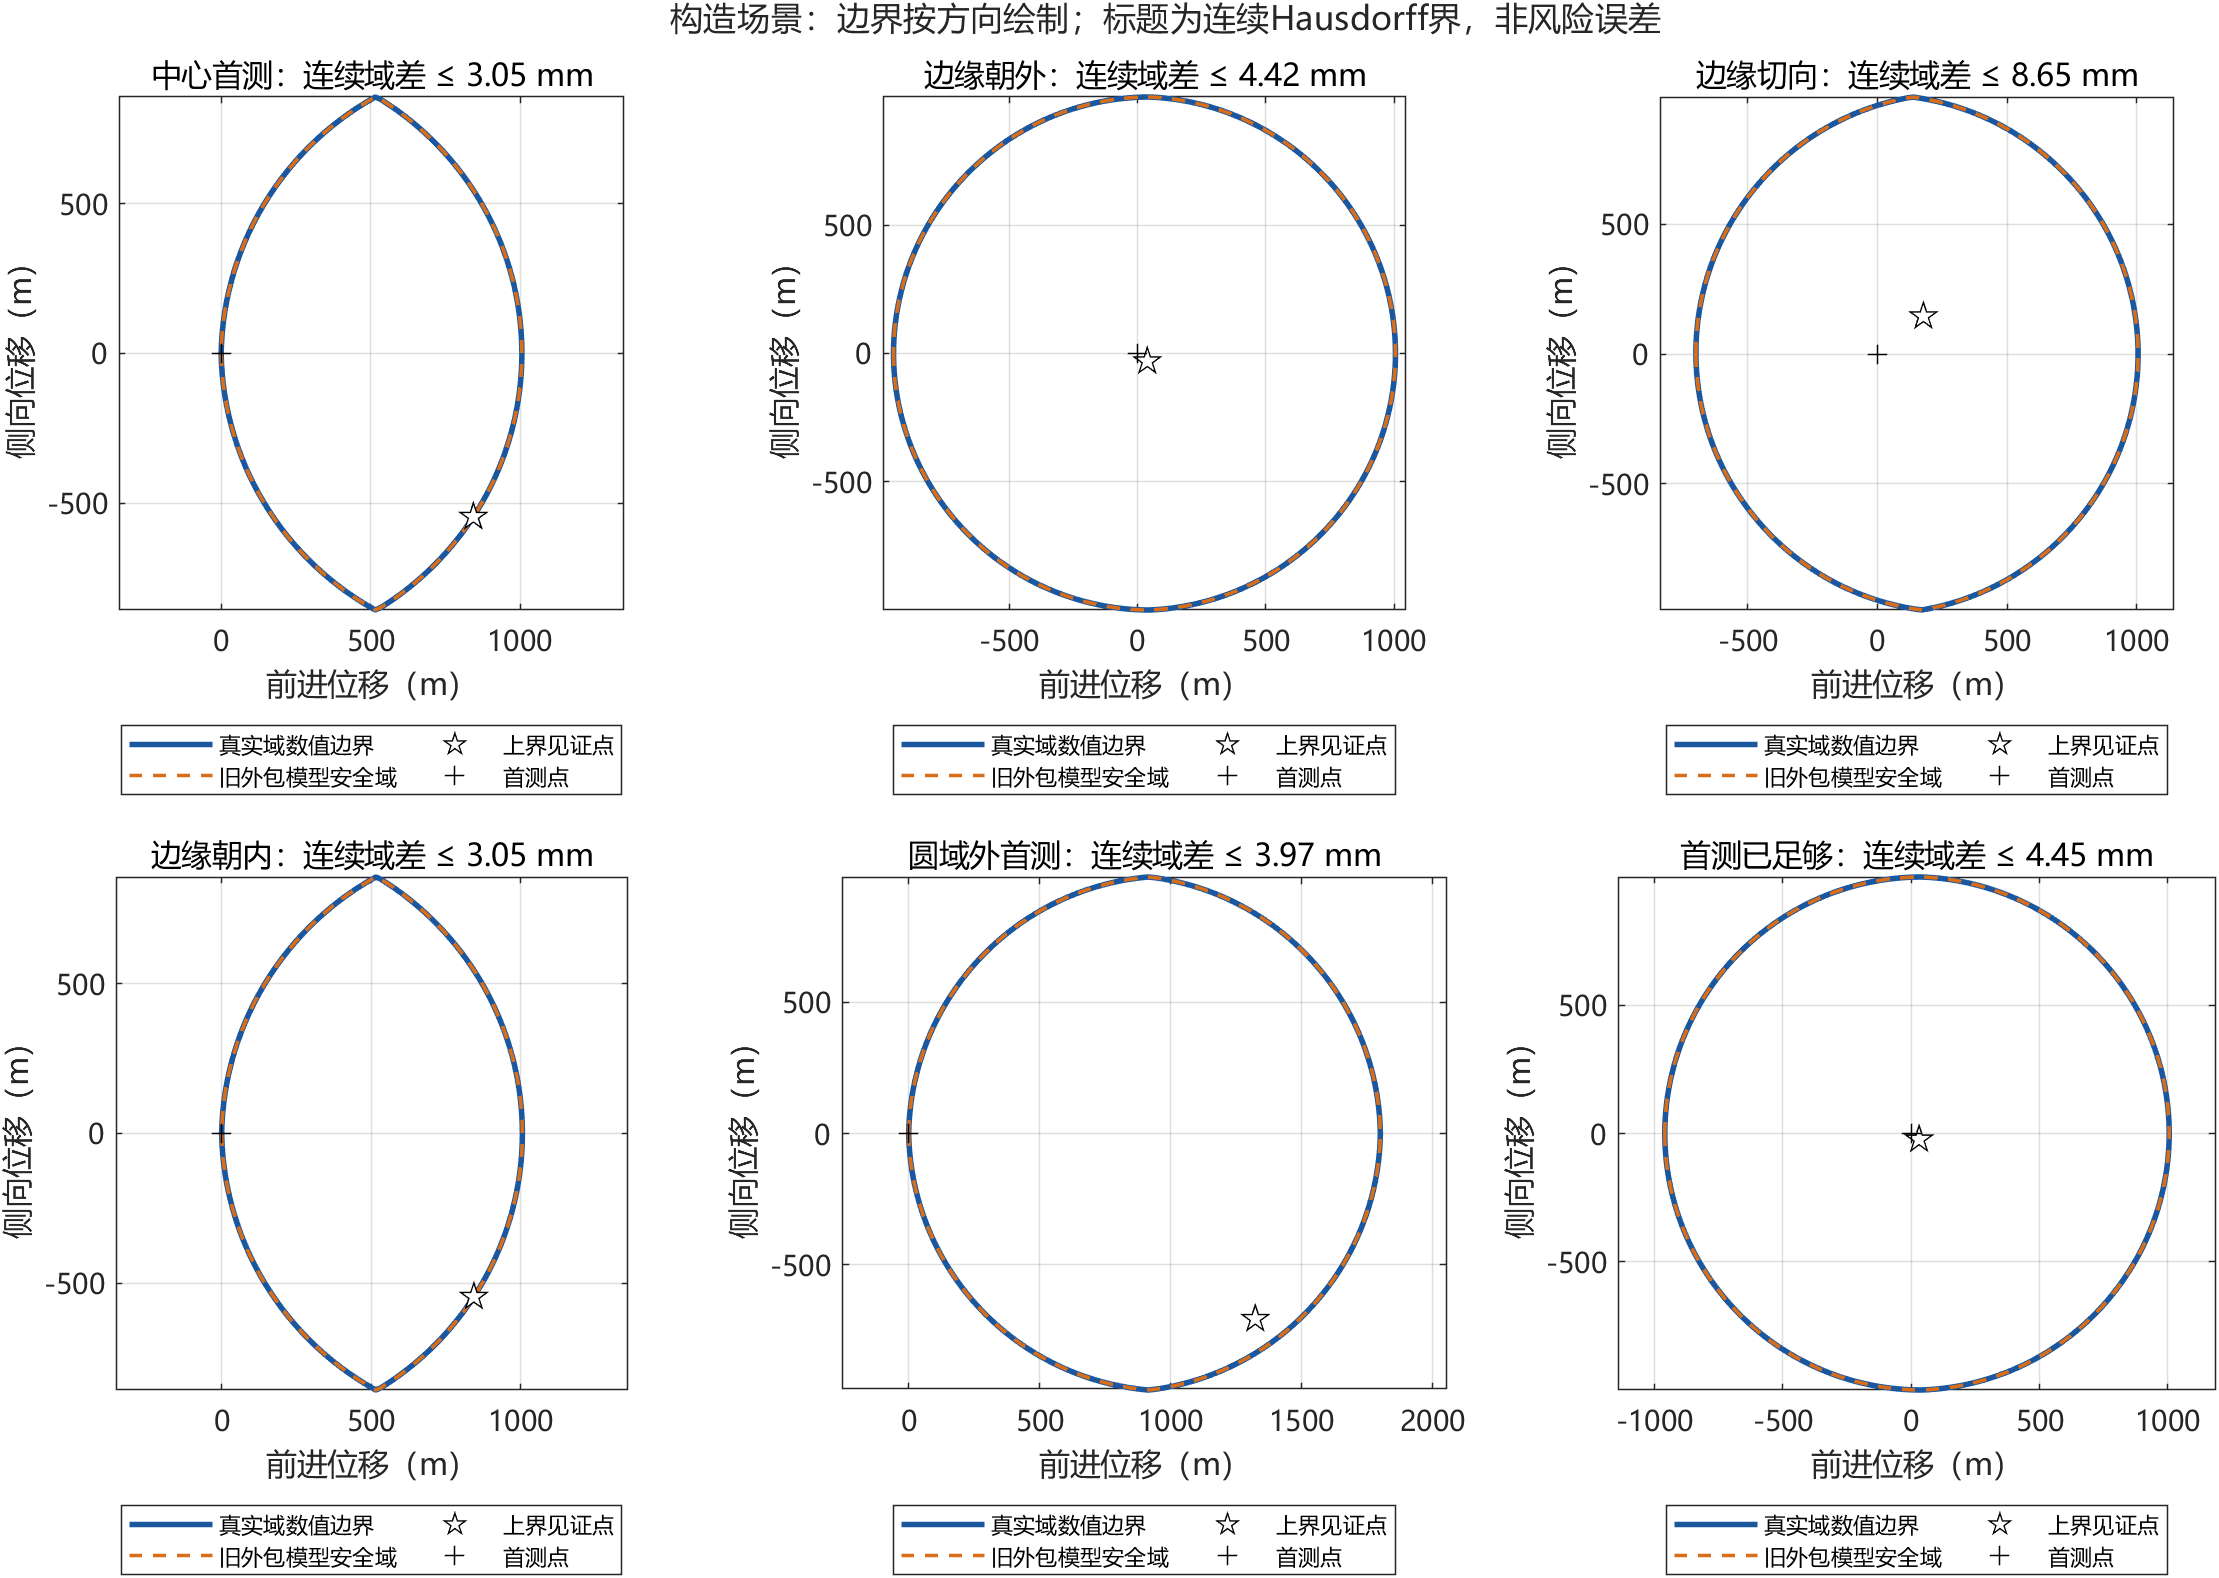 构造场景：边界按方向绘制；标题为连续Hausdorff界，非风险误差
中心首测：连续域差 ≤ 3.05 mm
500
0
-500
侧向位移（m）
0 500 1000
前进位移（m）
真实域数值边界
旧外包模型安全域
上界见证点
首测点
边缘朝外：连续域差 ≤ 4.42 mm
500
0
-500
侧向位移（m）
-500 0 500 1000
前进位移（m）
真实域数值边界
旧外包模型安全域
上界见证点
首测点
边缘切向：连续域差 ≤ 8.65 mm
500
0
-500
侧向位移（m）
-500 0 500 1000
前进位移（m）
真实域数值边界
旧外包模型安全域
上界见证点
首测点
边缘朝内：连续域差 ≤ 3.05 mm
500
0
-500
侧向位移（m）
0 500 1000
前进位移（m）
真实域数值边界
旧外包模型安全域
上界见证点
首测点
圆域外首测：连续域差 ≤ 3.97 mm
500
0
-500
侧向位移（m）
0 500 1000 1500 2000
前进位移（m）
真实域数值边界
旧外包模型安全域
上界见证点
首测点
首测已足够：连续域差 ≤ 4.45 mm
500
0
-500
侧向位移（m）
-1000 -500 0 500 1000
前进位移（m）
真实域数值边界
旧外包模型安全域
上界见证点
首测点